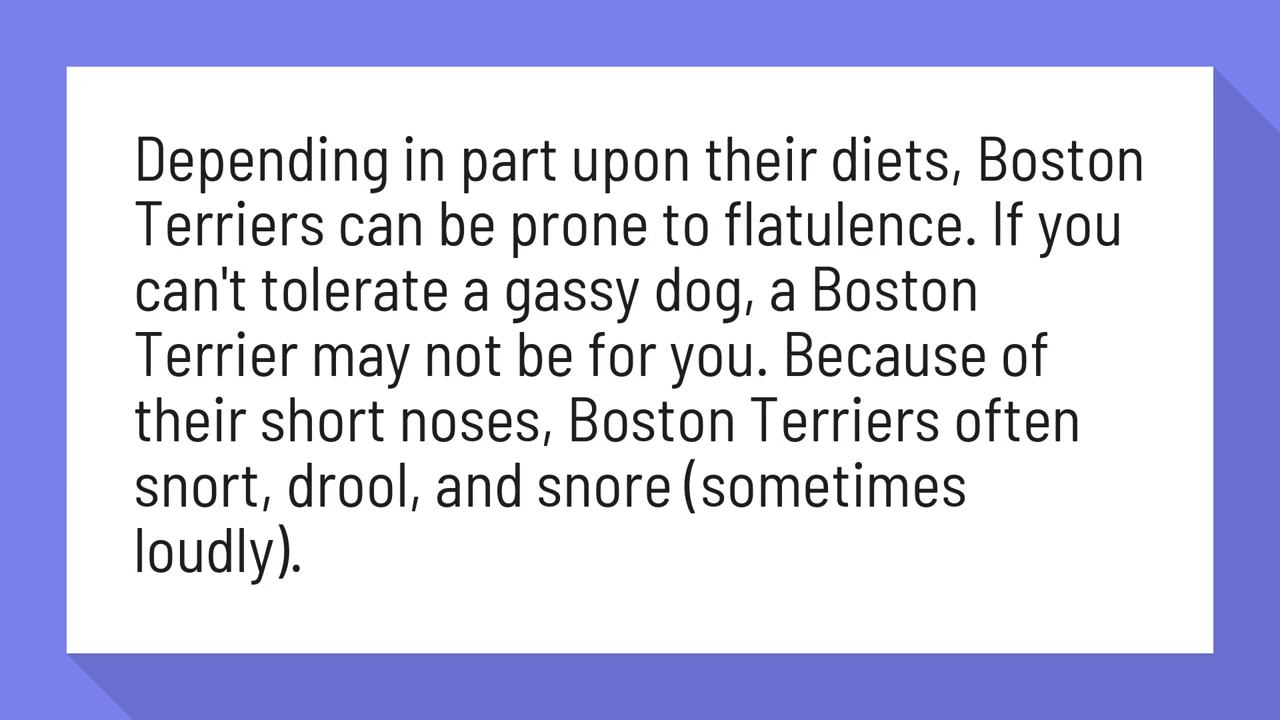 Depending in part upon their diets, Boston
Terriers can be prone to flatulence. If you
can't tolerate a gassy dog, a Boston
Terrier may not be for you. Because of
their short noses, Boston Terriers often
snort, drool, and snore (sometimes
loudly).